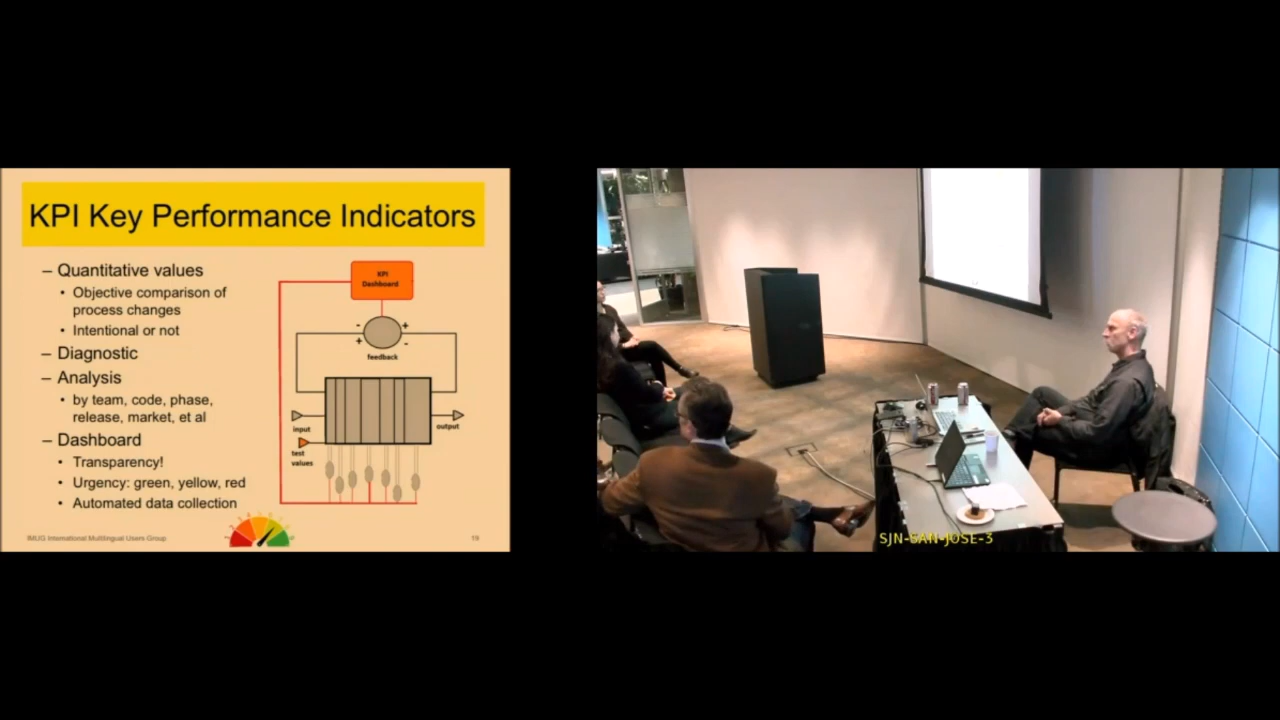 KPI Key Performance Indicators
– Quantitative values
• Objective comparison of
process changes
• Intentional or not
– Diagnostic
– Analysis
• by team, code, phase,
release, market, et al
– Dashboard
• Transparency!
• Urgency: green, yellow, red
• Automated data collection
KPI
Dashboard
- +
+ -
feedback
input
output
test
values
IMUG International Multilingual Users Group
19
SJN-SAN-JOSE-3